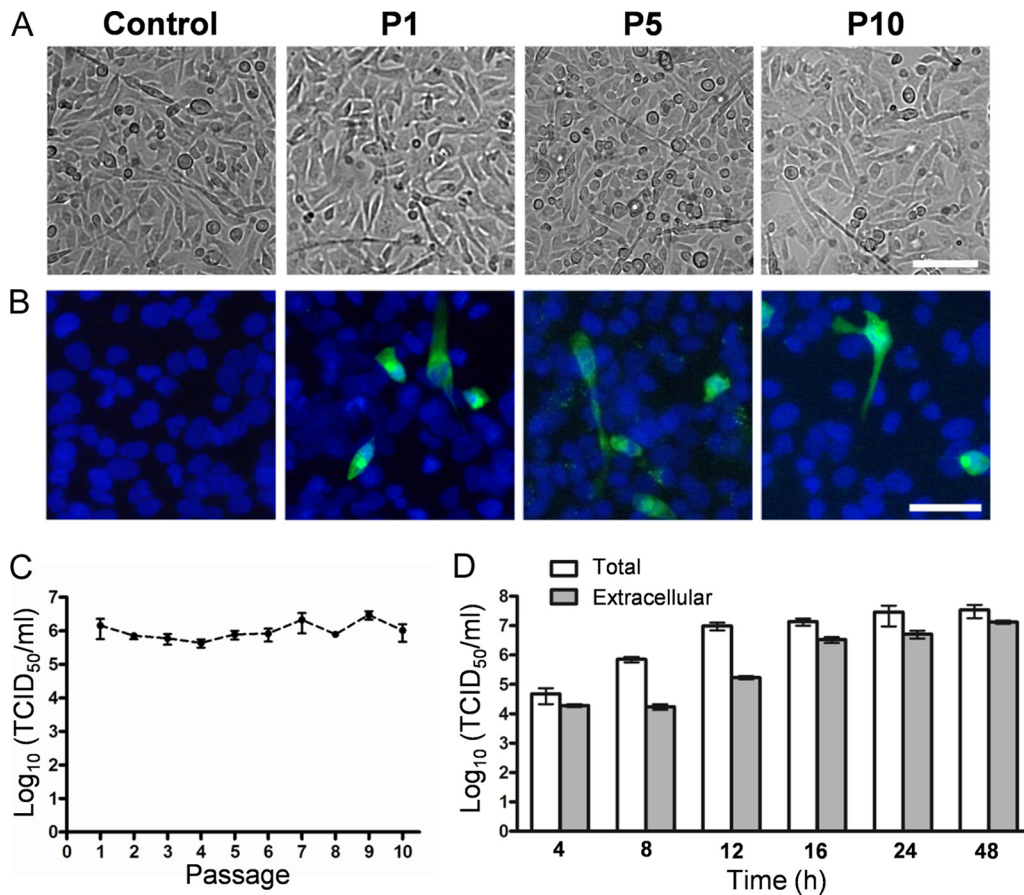 A
Control
P1
P5
P10
B
C
Log10 (TCID50/ml)
7
6
5
4
3
2
1
0
0 1 2 3 4 5 6 7 8 9 10
Passage
D
Total
Extracellular
Log10 (TCID50/ml)
8
7
6
5
4
3
2
1
0
4 8 12 16 24 48
Time (h)